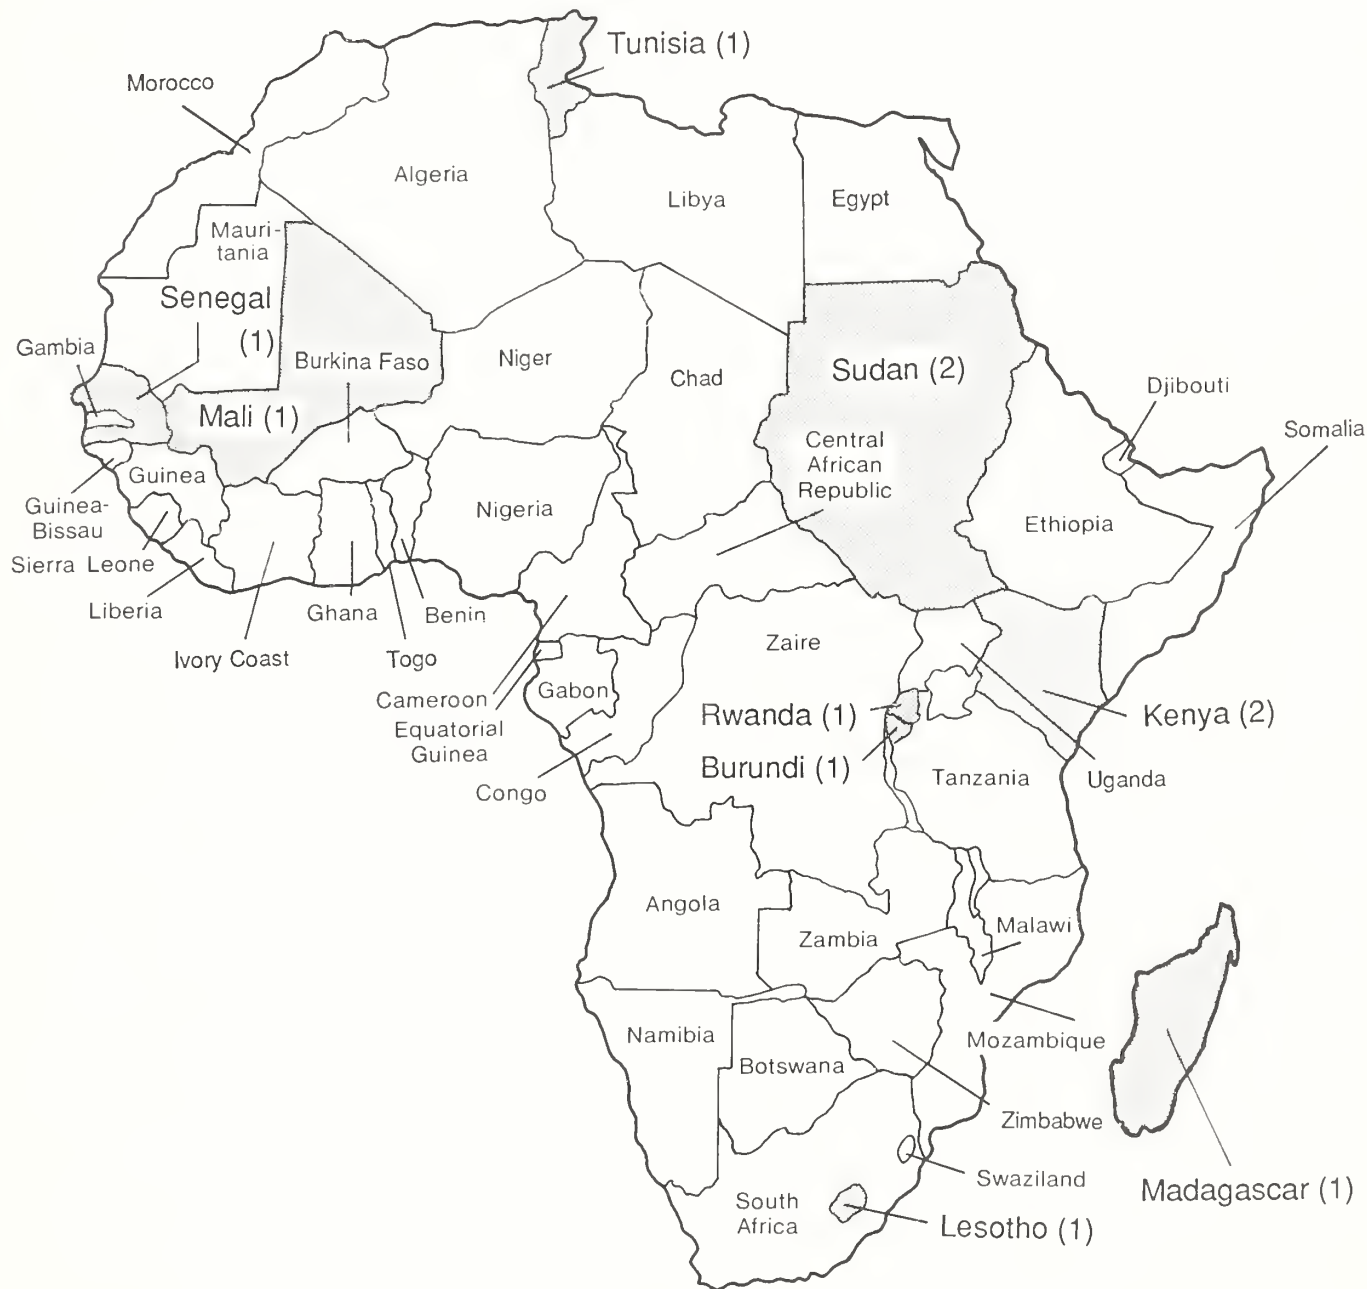 Tunisia (1)
Morocco
Algeria
Libya
Egypt
Mauri-
tania
Senegal
(1)
Gambia
Burkina Faso
Niger
Chad
Sudan (2)
Djibouti
Somalia
Mali (1)
Central
African
Republic
Guinea
Guinea-
Bissau
Nigeria
Ethiopia
Sierra Leone
Liberia
Ghana
Benin
Ivory Coast
Togo
Zaire
Cameroon
Gabon
Equatorial
Guinea
Rwanda (1)
Kenya (2)
Burundi (1)
Tanzania
Uganda
Congo
Angola
Zambia
Malawi
Namibia
Mozambique
Botswana
Zimbabwe
Swaziland
Madagascar (1)
South
Africa
Lesotho (1)